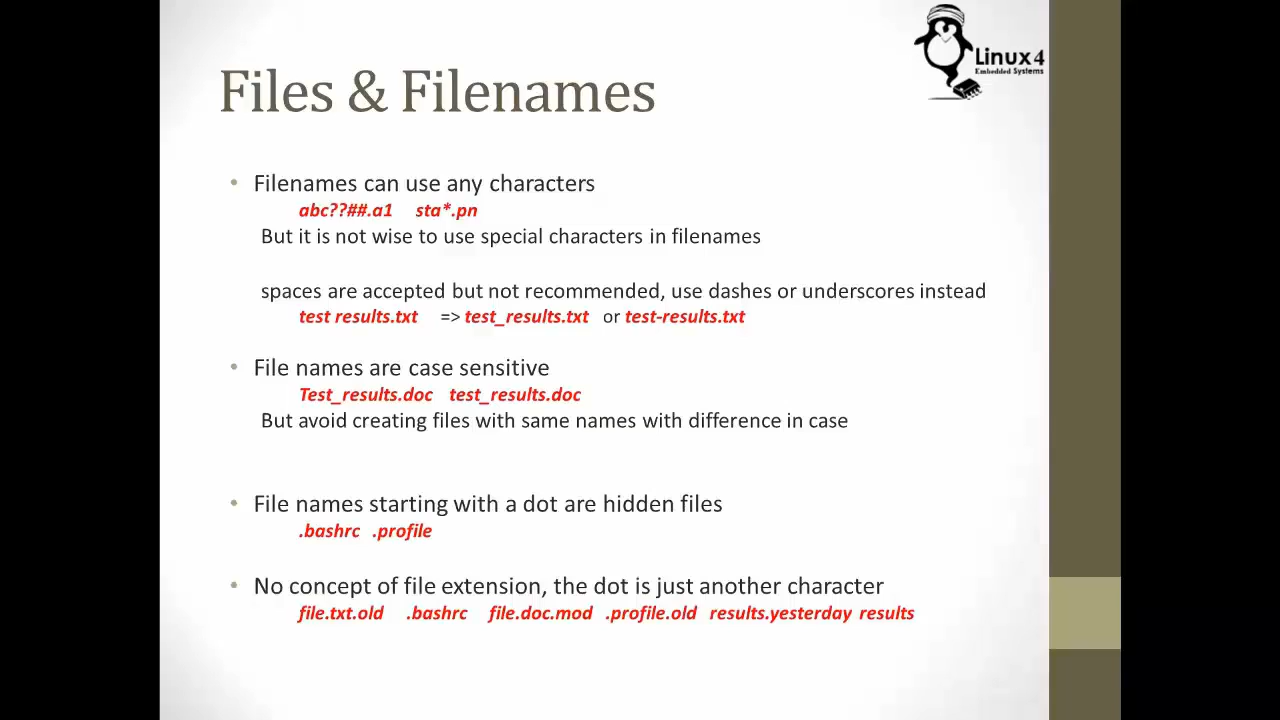 Linux 4
Embedded Systems
Files & Filenames
• Filenames can use any characters
abc??##.a1 sta*.pn
But it is not wise to use special characters in filenames
spaces are accepted but not recommended, use dashes or underscores instead
test results.txt => test_results.txt or test-results.txt
• File names are case sensitive
Test_results.doc test_results.doc
But avoid creating files with same names with difference in case
• File names starting with a dot are hidden files
.bashrc .profile
• No concept of file extension, the dot is just another character
file.txt.old .bashrc file.doc.mod .profile.old results.yesterday results